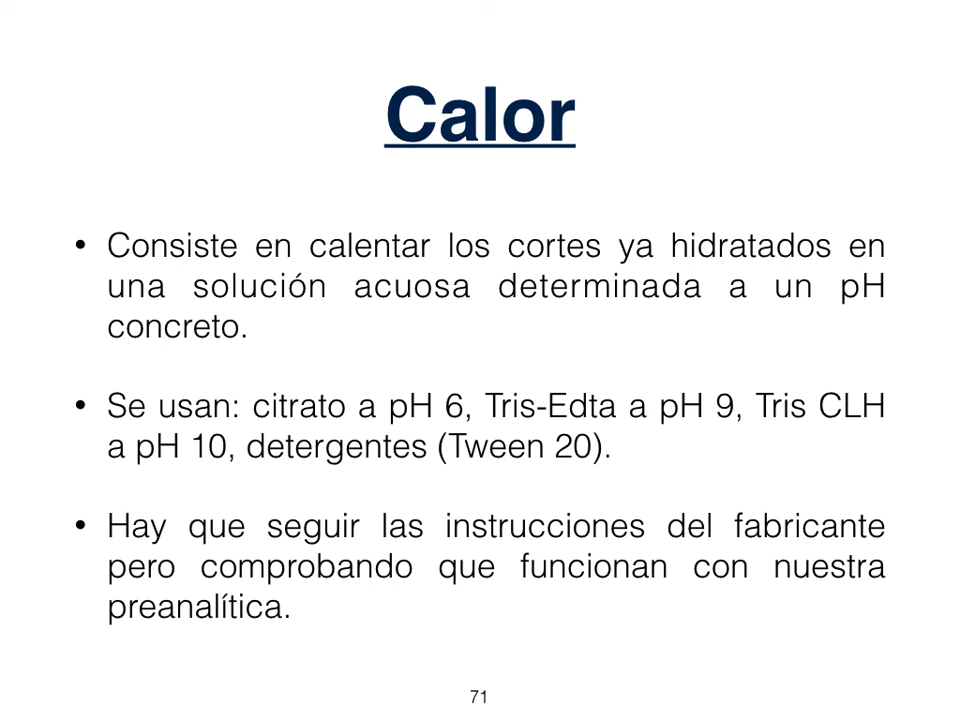 Calor
• Consiste en calentar los cortes ya hidratados en
una solución acuosa determinada a un pH
concreto.
• Se usan: citrato a pH 6, Tris-Edta a pH 9, Tris CLH
a pH 10, detergentes (Tween 20).
• Hay que seguir las instrucciones del fabricante
pero comprobando que funcionan con nuestra
preanalítica.
71